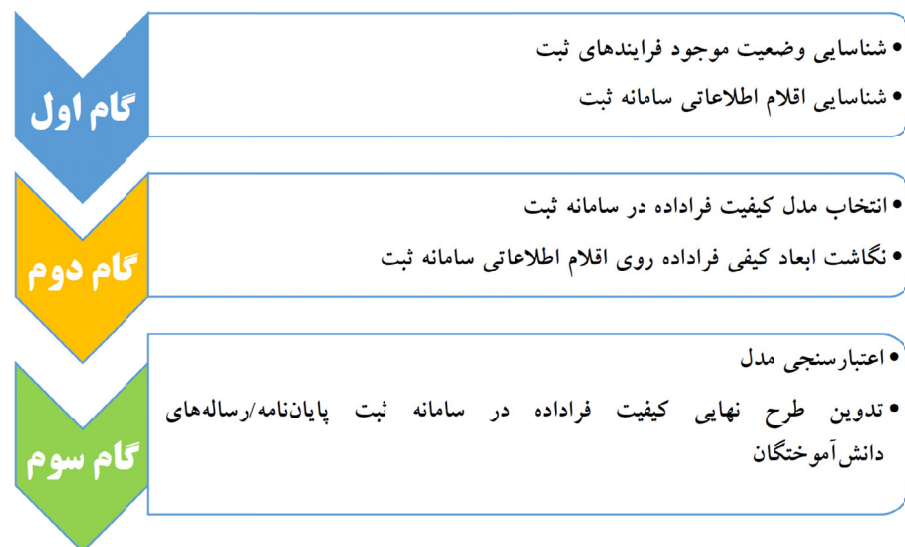 گام اول
• شناسایی وضعیت موجود فرایندهای ثبت
• شناسایی اقلام اطلاعاتی سامانه ثبت
گام دوم
• انتخاب مدل کیفیت فراداده در سامانه ثبت
• نگاشت ابعاد کیفی فراداده روی اقلام اطلاعاتی سامانه ثبت
گام سوم
• اعتبارسنجی مدل
• تدوین طرح نهایی کیفیت فراداده در سامانه ثبت پایان‌نامه/رساله‌های
دانش‌آموختگان